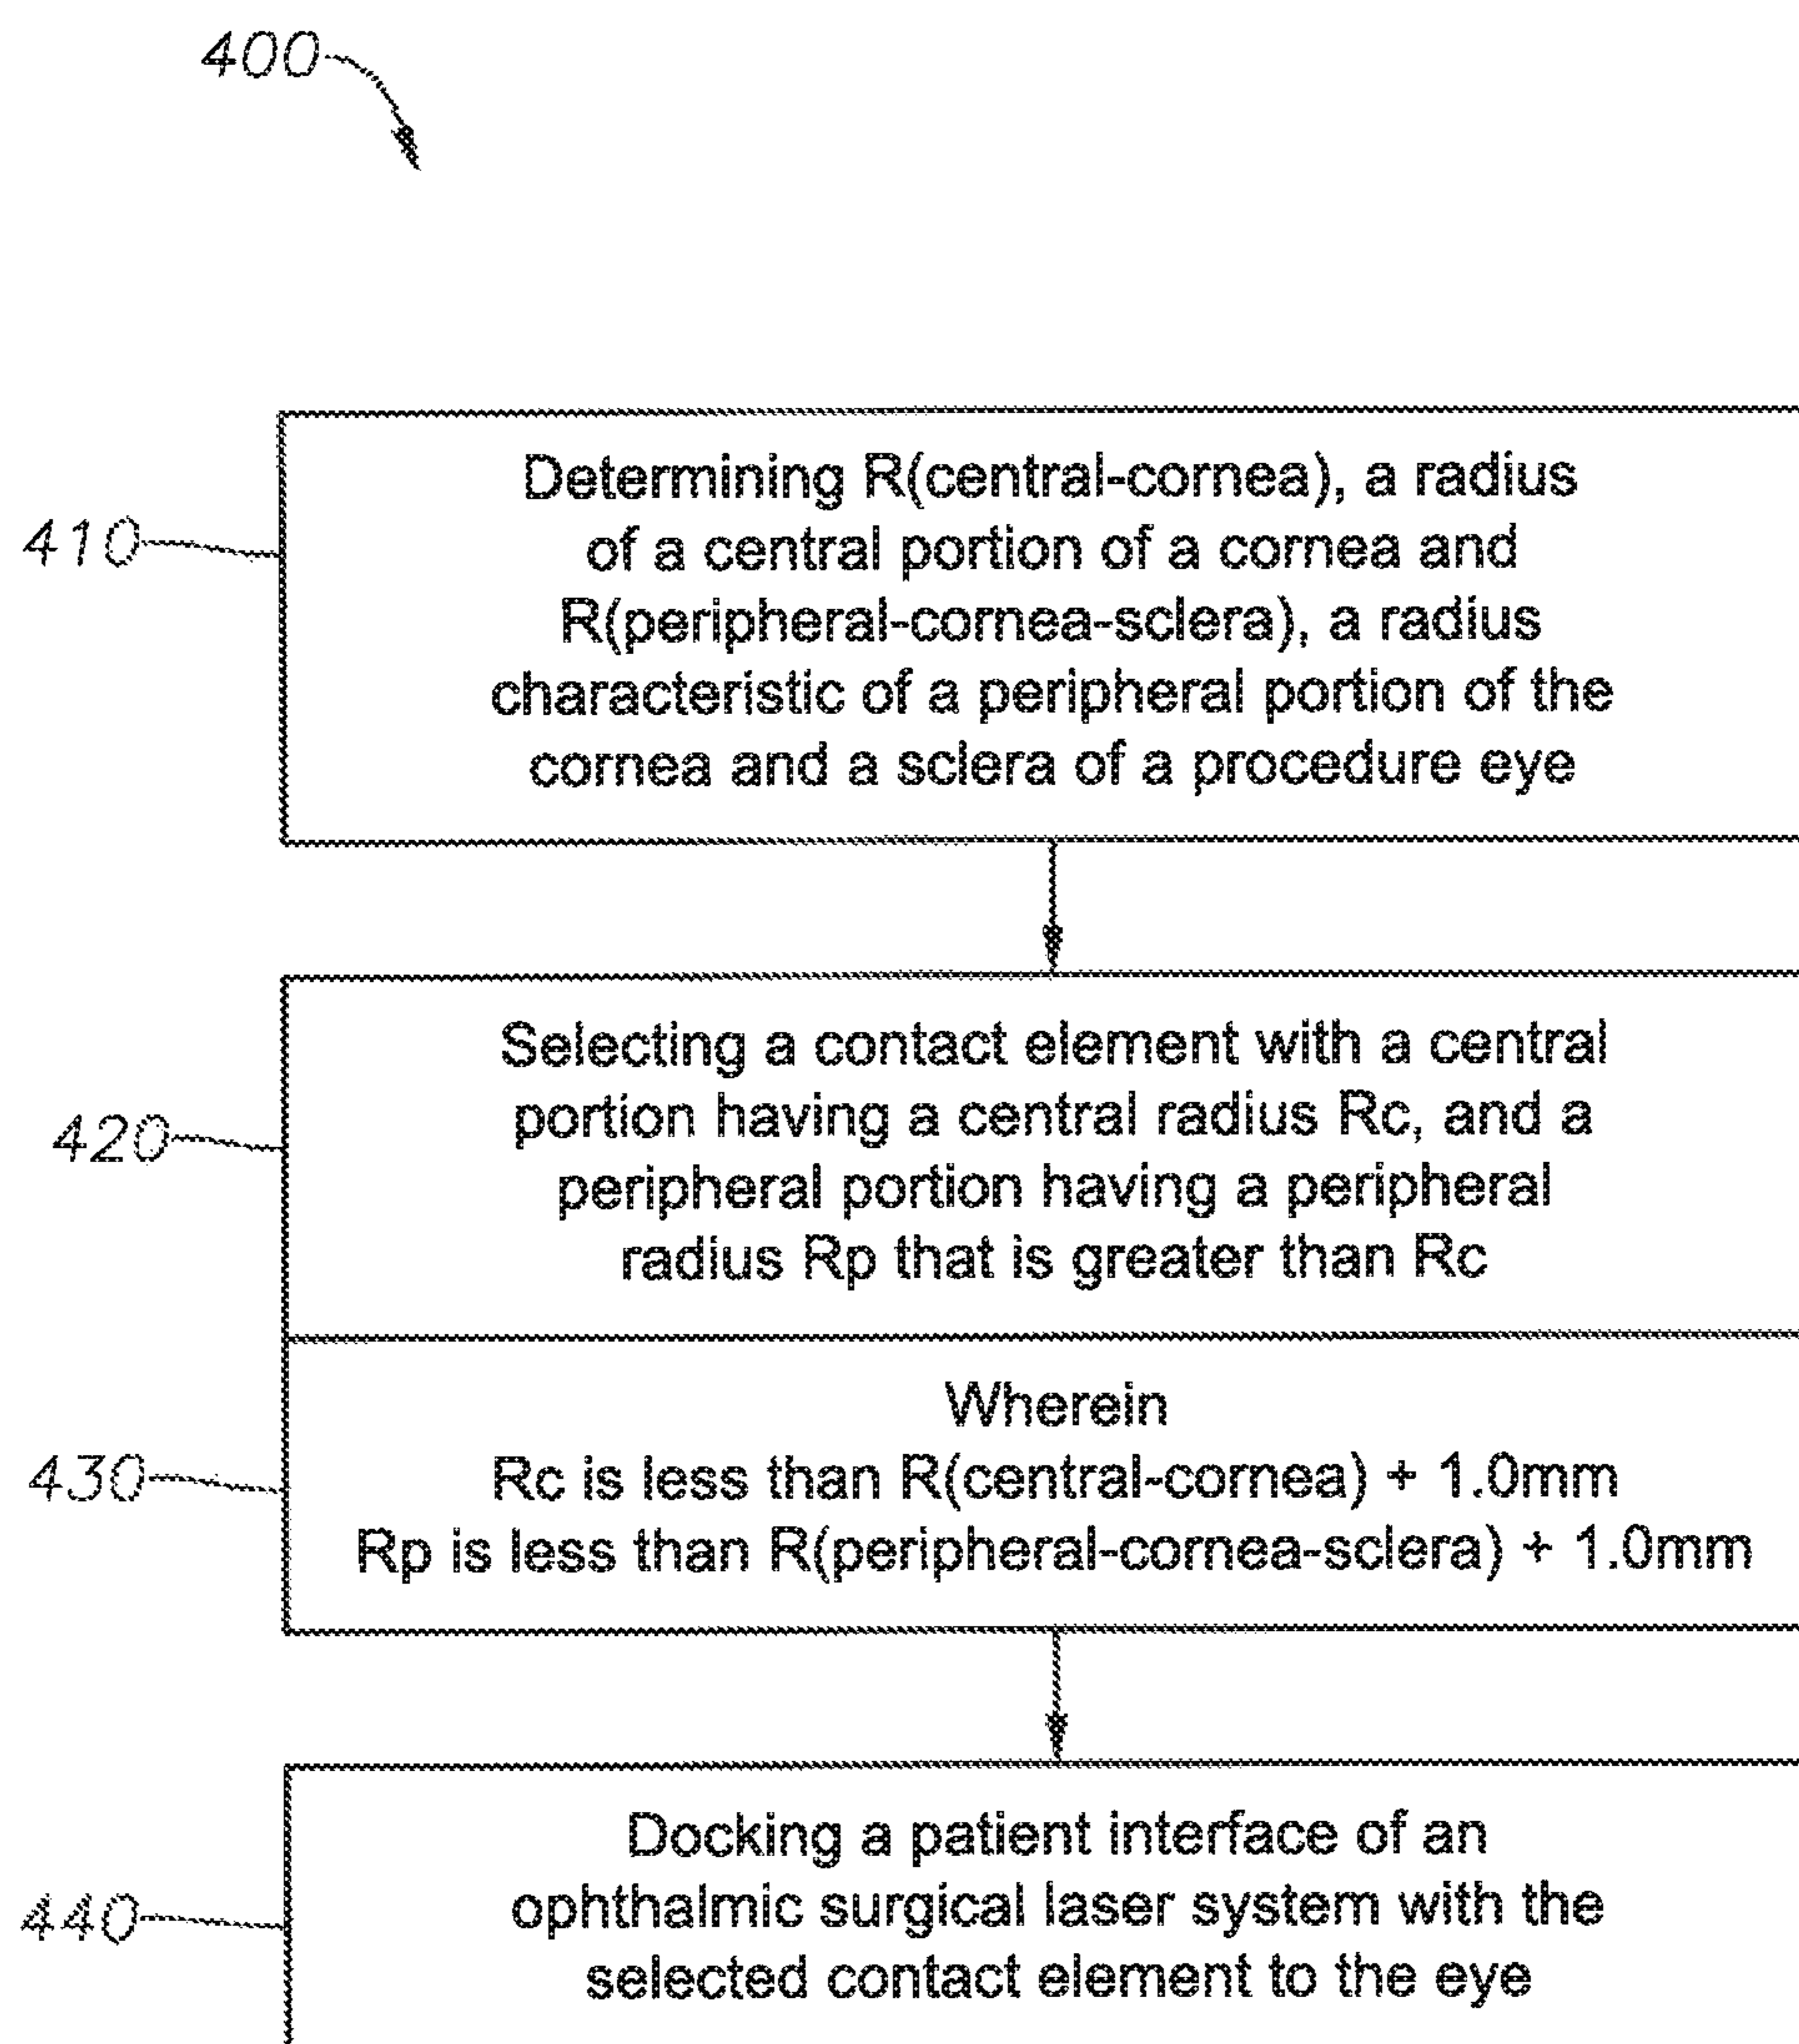 400
410
Determining R(central-cornea), a radius
of a central portion of a cornea and
R(peripheral-cornea-sclera), a radius
characteristic of a peripheral portion of the
cornea and a sclera of a procedure eye
420
Selecting a contact element with a central
portion having a central radius Rc, and a
peripheral portion having a peripheral
radius Rp that is greater than Rc
430
Wherein
Rc is less than R(central-cornea) + 1.0mm
Rp is less than R(peripheral-cornea-sclera) + 1.0mm
440
Docking a patient interface of an
ophthalmic surgical laser system with the
selected contact element to the eye